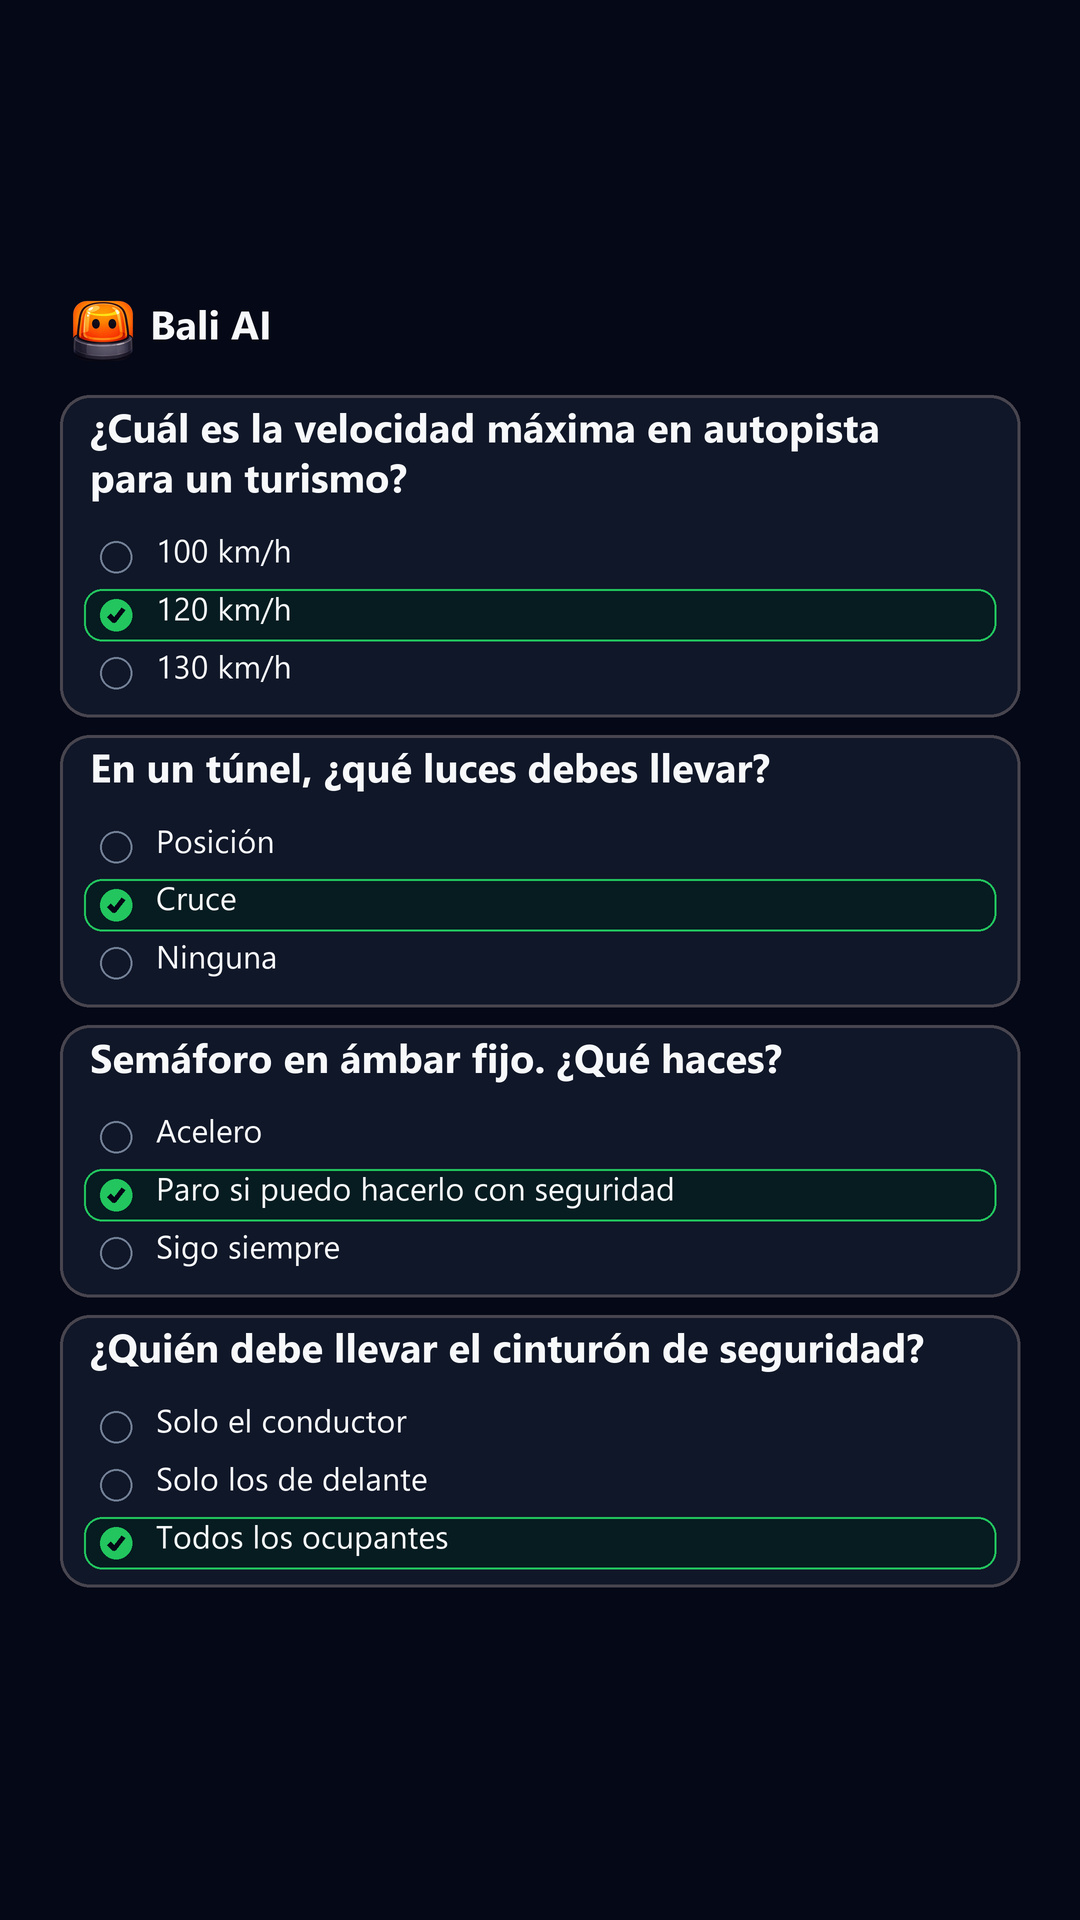 Bali AI
¿Cuál es la velocidad máxima en autopista
para un turismo?
100 km/h
120 km/h
130 km/h
En un túnel, ¿qué luces debes llevar?
Posición
Cruce
Ninguna
Semáforo en ámbar fijo. ¿Qué haces?
Acelero
Paro si puedo hacerlo con seguridad
Sigo siempre
¿Quién debe llevar el cinturón de seguridad?
Solo el conductor
Solo los de delante
Todos los ocupantes